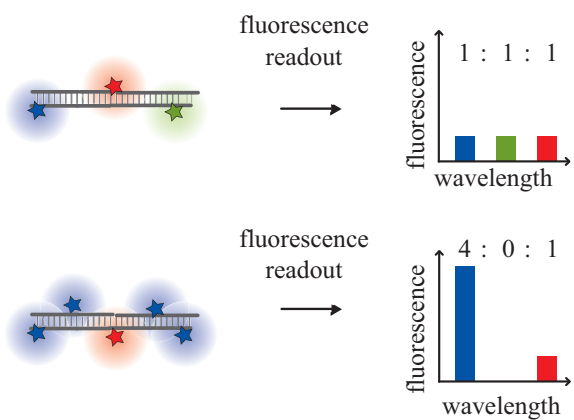 fluorescence
readout
fluorescence
1 : 1 : 1
wavelength
fluorescence
readout
fluorescence
4 : 0 : 1
wavelength